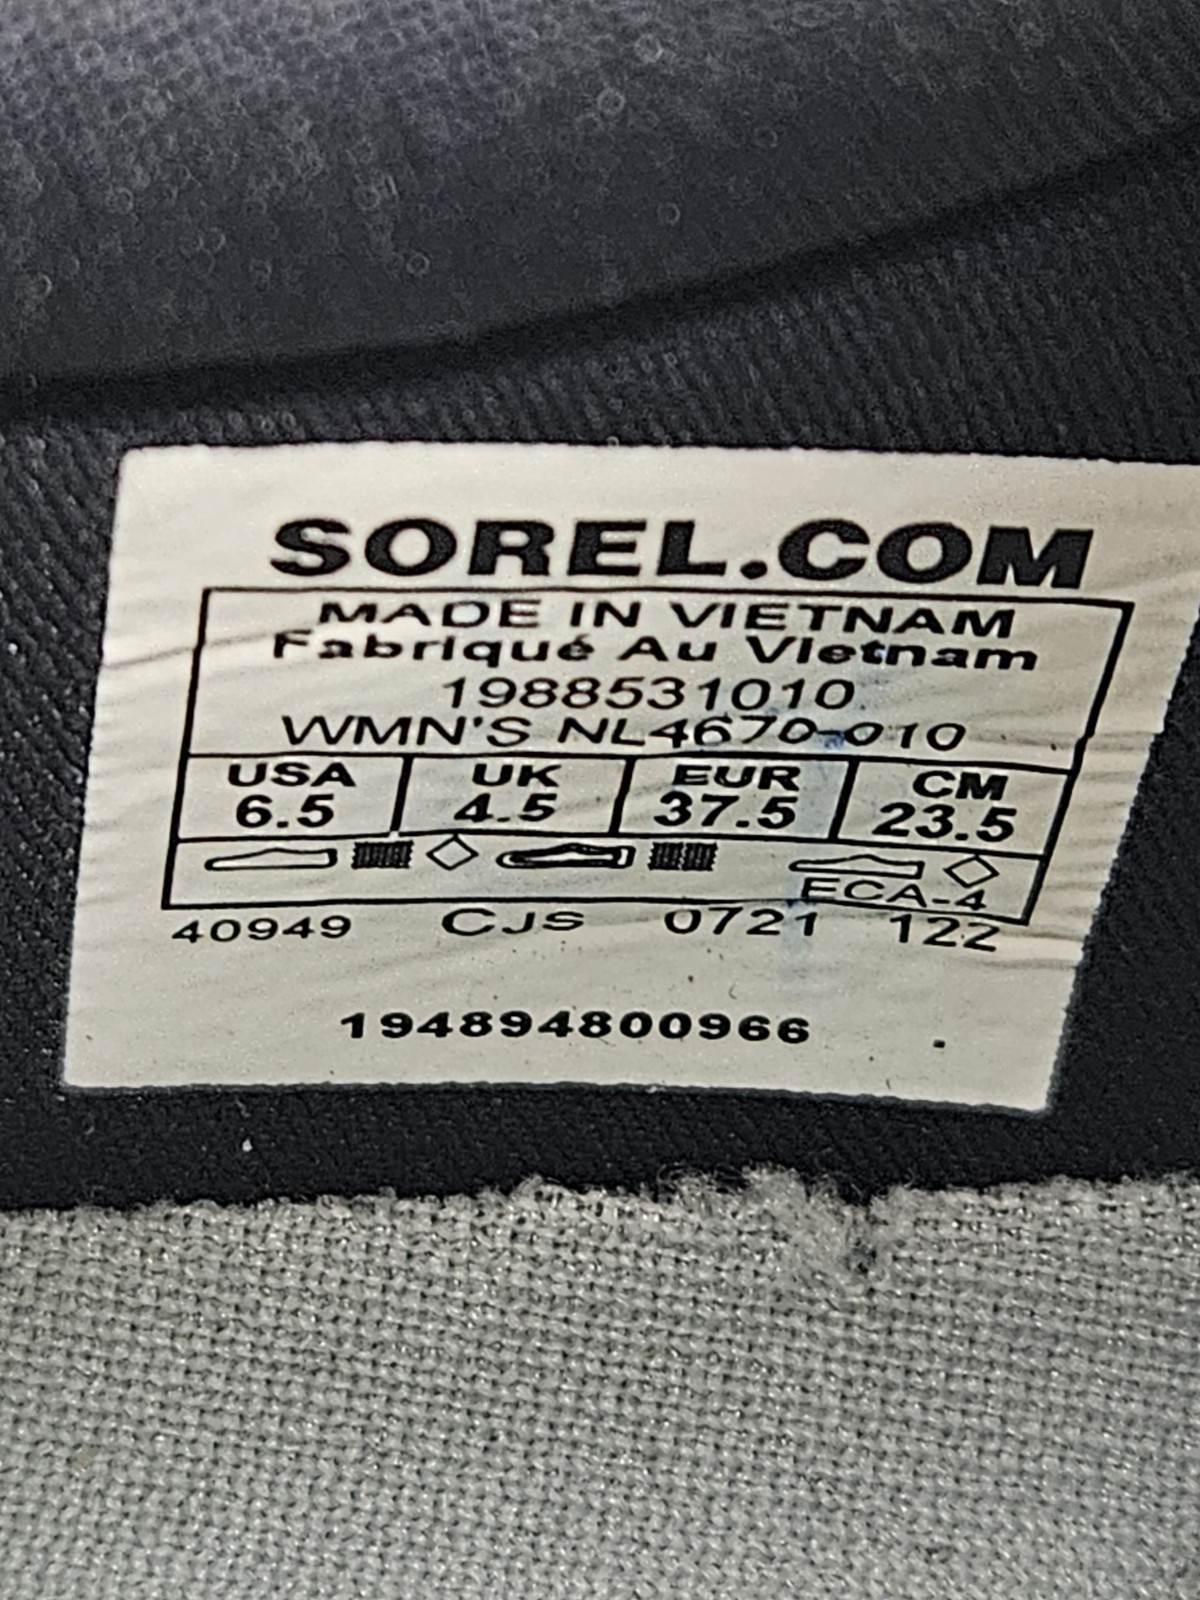 SOREL.COM
MADE IN VIETNAM
Fabriqué Au Vietnam
1988531010
WMN'S NL4670-010
USA UK EUR CM
6.5 4.5 37.5 23.5
ECA-4
40949 CJS 0721 122
194894800966